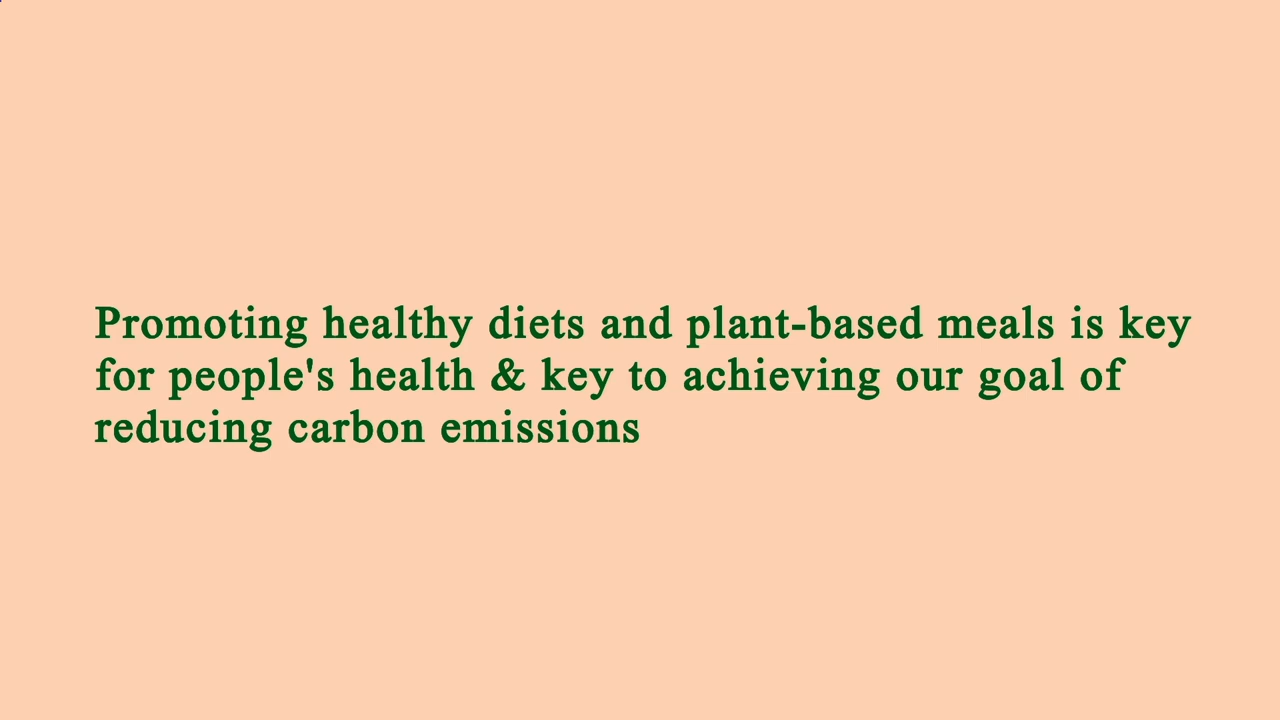 Promoting healthy diets and plant-based meals is key
for people's health & key to achieving our goal of
reducing carbon emissions